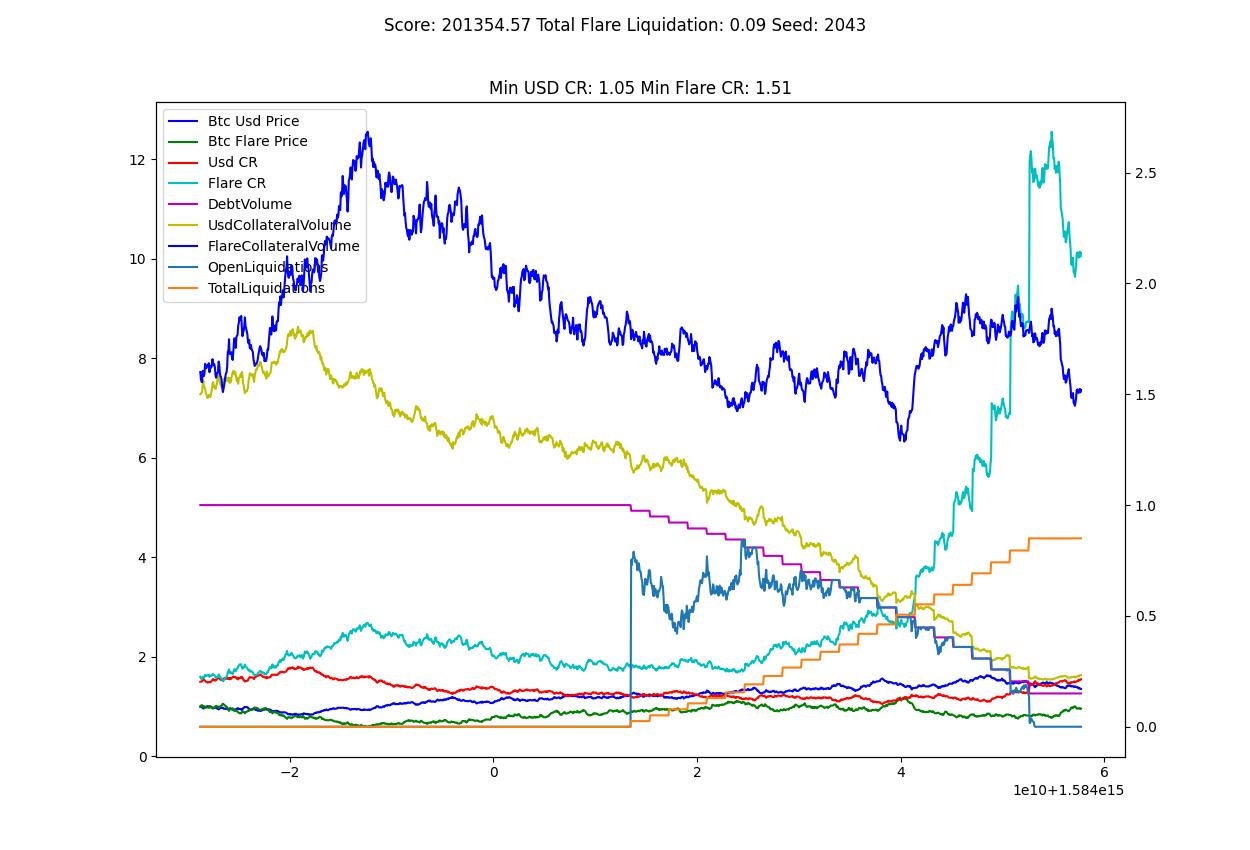 Score: 201354.57 Total Flare Liquidation: 0.09 Seed: 2043
Min USD CR: 1.05 Min Flare CR: 1.51
Btc Usd Price
Btc Flare Price
Usd CR
Flare CR
DebtVolume
UsdCollateralVolume
FlareCollateralVolume
OpenLiquidations
TotalLiquidations
12
10
8
6
4
2
0
2.5
2.0
1.5
1.0
0.5
0.0
−2
0
2
4
6
1e10+1.584e15